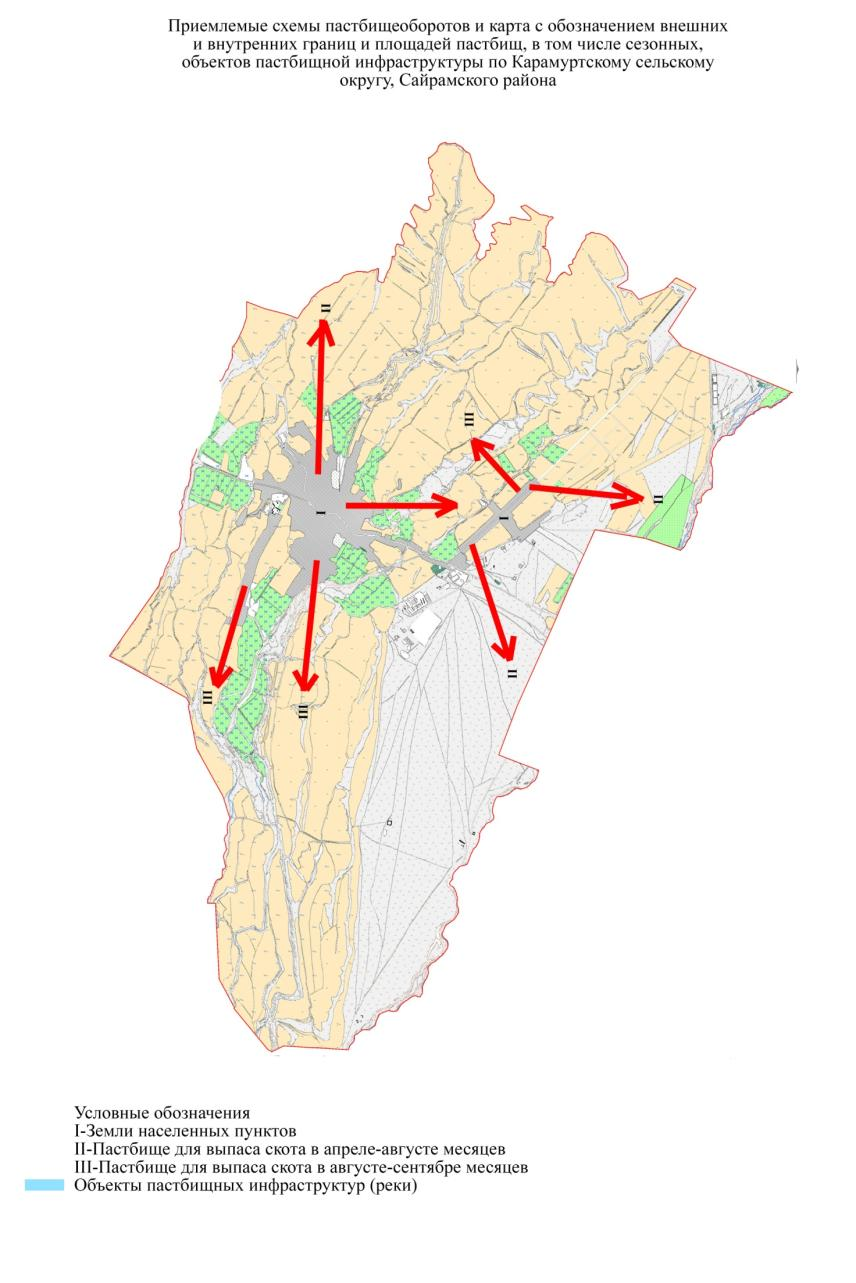 Приемлемые схемы пастбищеоборотов и карта с обозначением внешних
и внутренних границ и площадей пастбищ, в том числе сезонных,
объектов пастбищной инфраструктуры по Карамуртскому сельскому
округу, Сайрамского района
II
III
II
I
I
III
III
II
Условные обозначения
I-Земли населенных пунктов
II-Пастбище для выпаса скота в апреле-августе месяцев
III-Пастбище для выпаса скота в августе-сентябре месяцев
Объекты пастбищных инфраструктур (реки)